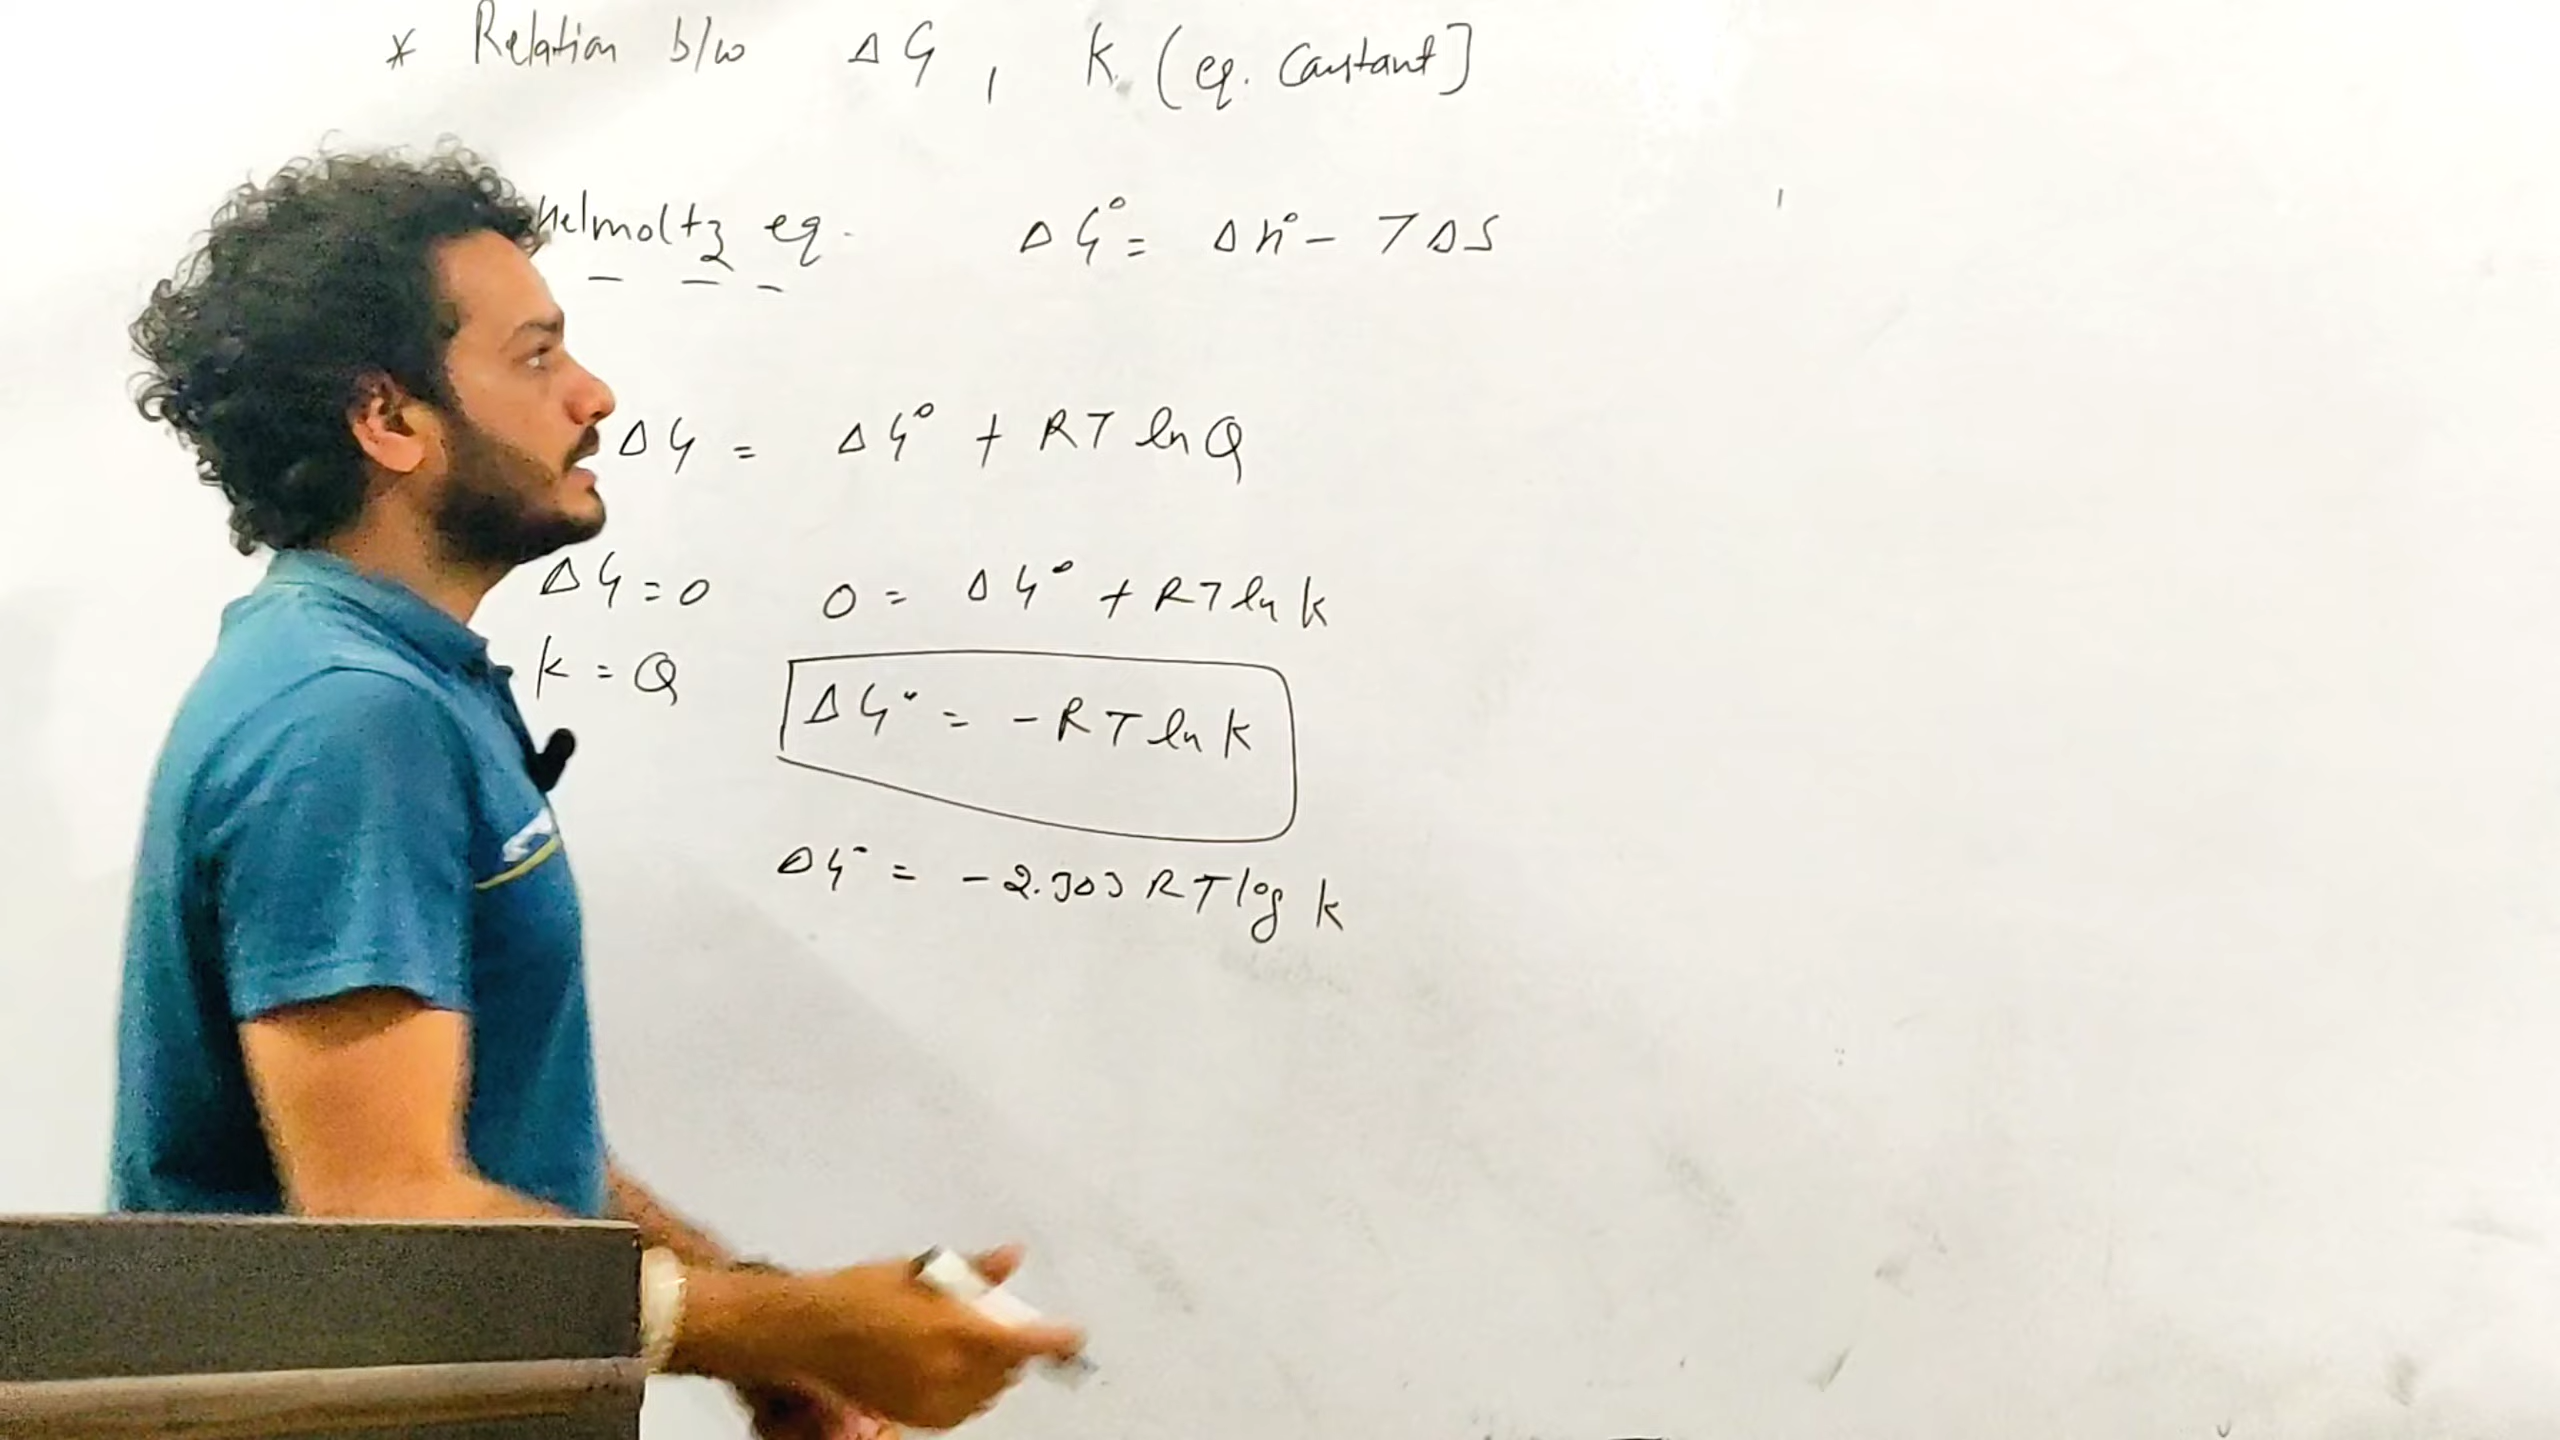 * Relation b/w ΔG , K (eq. Constant]
Helmoltz eq. ΔG° = ΔH° - TΔS
ΔG = ΔG° + RT ln Q
ΔG = 0 0 = ΔG° + RT ln K
K = Q ΔG° = - RT ln K
ΔG° = - 2.303 RT log K